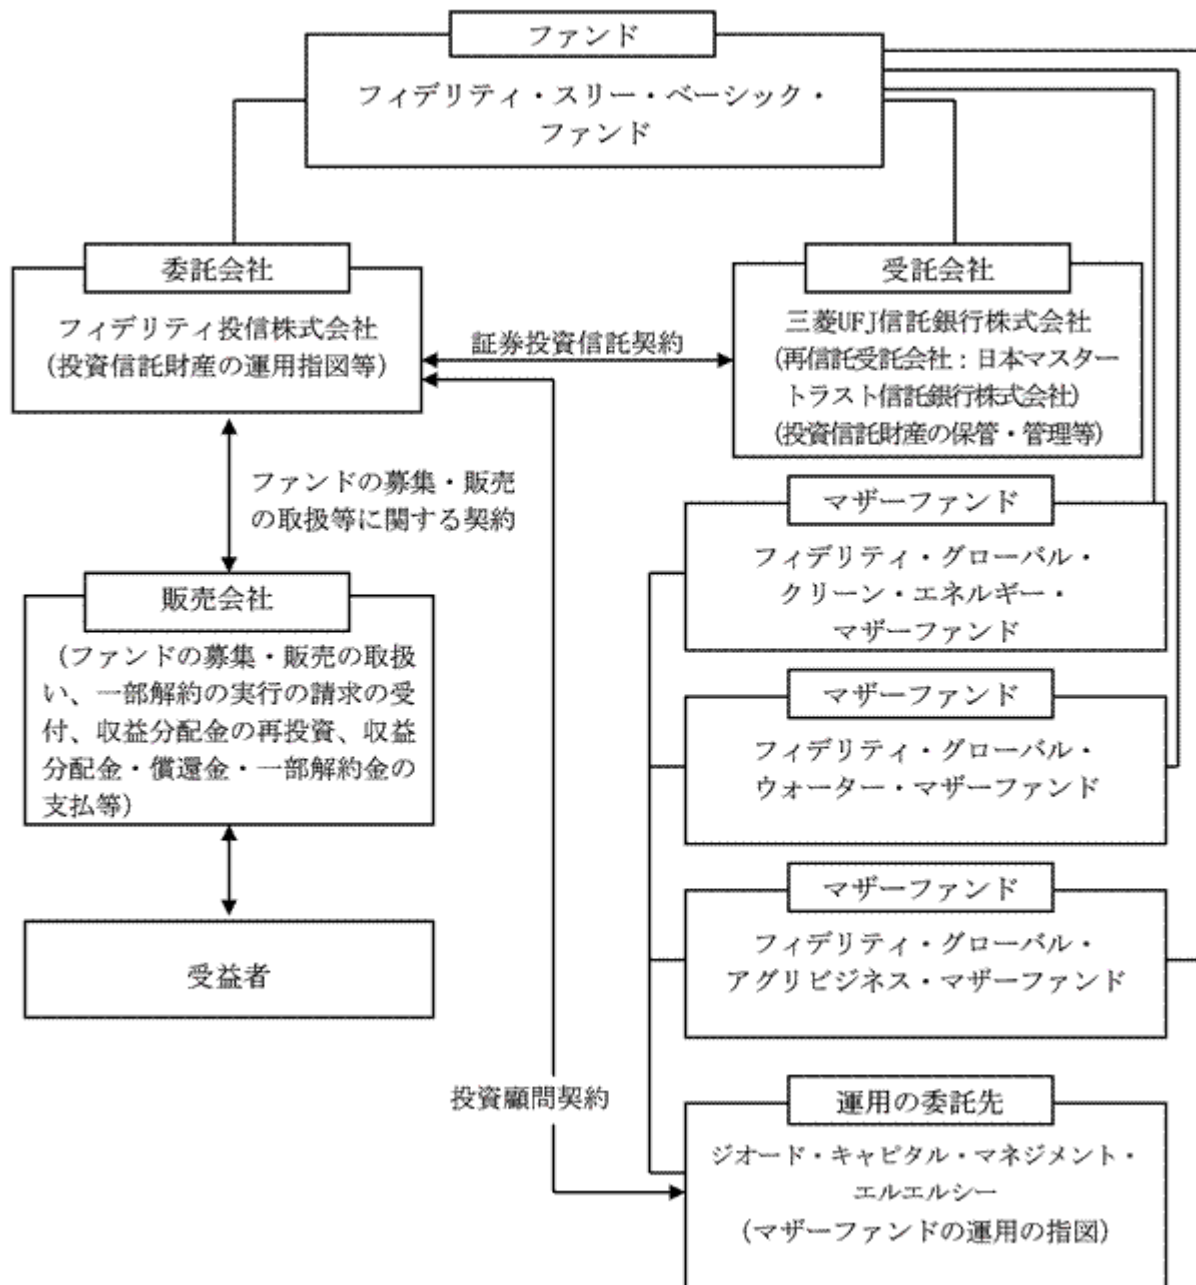 ファンド
フィデリティ・スリー・ベーシック・
ファンド
委託会社
フィデリティ投信株式会社
(投資信託財産の運用指図等)
証券投資信託契約
受託会社
三菱UFJ信託銀行株式会社
(再信託受託会社：日本マスター
トラスト信託銀行株式会社)
(投資信託財産の保管・管理等)
ファンドの募集・販売
の取扱等に関する契約
販売会社
(ファンドの募集・販売の取扱
い、一部解約の実行の請求の受
付、収益分配金の再投資、収益
分配金・償還金・一部解約金の
支払等)
受益者
マザーファンド
フィデリティ・グローバル・
クリーン・エネルギー・
マザーファンド
マザーファンド
フィデリティ・グローバル・
ウォーター・マザーファンド
マザーファンド
フィデリティ・グローバル・
アグリビジネス・マザーファンド
投資顧問契約
運用の委託先
ジオード・キャピタル・マネジメント・
エルエルシー
(マザーファンドの運用の指図)